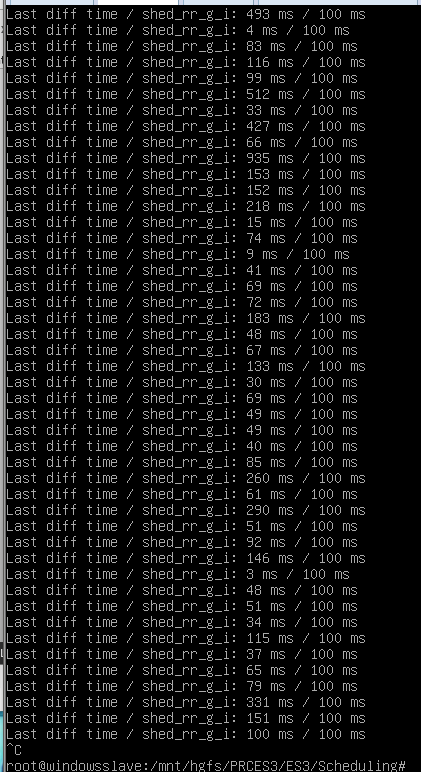 Last diff time / shed_rr_g_i: 493 ms / 100 ms
Last diff time / shed_rr_g_i: 4 ms / 100 ms
Last diff time / shed_rr_g_i: 83 ms / 100 ms
Last diff time / shed_rr_g_i: 116 ms / 100 ms
Last diff time / shed_rr_g_i: 99 ms / 100 ms
Last diff time / shed_rr_g_i: 512 ms / 100 ms
Last diff time / shed_rr_g_i: 33 ms / 100 ms
Last diff time / shed_rr_g_i: 427 ms / 100 ms
Last diff time / shed_rr_g_i: 66 ms / 100 ms
Last diff time / shed_rr_g_i: 935 ms / 100 ms
Last diff time / shed_rr_g_i: 153 ms / 100 ms
Last diff time / shed_rr_g_i: 152 ms / 100 ms
Last diff time / shed_rr_g_i: 218 ms / 100 ms
Last diff time / shed_rr_g_i: 15 ms / 100 ms
Last diff time / shed_rr_g_i: 74 ms / 100 ms
Last diff time / shed_rr_g_i: 9 ms / 100 ms
Last diff time / shed_rr_g_i: 41 ms / 100 ms
Last diff time / shed_rr_g_i: 69 ms / 100 ms
Last diff time / shed_rr_g_i: 72 ms / 100 ms
Last diff time / shed_rr_g_i: 183 ms / 100 ms
Last diff time / shed_rr_g_i: 48 ms / 100 ms
Last diff time / shed_rr_g_i: 67 ms / 100 ms
Last diff time / shed_rr_g_i: 133 ms / 100 ms
Last diff time / shed_rr_g_i: 30 ms / 100 ms
Last diff time / shed_rr_g_i: 69 ms / 100 ms
Last diff time / shed_rr_g_i: 49 ms / 100 ms
Last diff time / shed_rr_g_i: 49 ms / 100 ms
Last diff time / shed_rr_g_i: 40 ms / 100 ms
Last diff time / shed_rr_g_i: 85 ms / 100 ms
Last diff time / shed_rr_g_i: 260 ms / 100 ms
Last diff time / shed_rr_g_i: 61 ms / 100 ms
Last diff time / shed_rr_g_i: 290 ms / 100 ms
Last diff time / shed_rr_g_i: 51 ms / 100 ms
Last diff time / shed_rr_g_i: 92 ms / 100 ms
Last diff time / shed_rr_g_i: 146 ms / 100 ms
Last diff time / shed_rr_g_i: 3 ms / 100 ms
Last diff time / shed_rr_g_i: 48 ms / 100 ms
Last diff time / shed_rr_g_i: 51 ms / 100 ms
Last diff time / shed_rr_g_i: 34 ms / 100 ms
Last diff time / shed_rr_g_i: 115 ms / 100 ms
Last diff time / shed_rr_g_i: 37 ms / 100 ms
Last diff time / shed_rr_g_i: 65 ms / 100 ms
Last diff time / shed_rr_g_i: 79 ms / 100 ms
Last diff time / shed_rr_g_i: 331 ms / 100 ms
Last diff time / shed_rr_g_i: 151 ms / 100 ms
Last diff time / shed_rr_g_i: 100 ms / 100 ms
^C
root@windowsslave:/mnt/hgfs/PRCES3/ES3/Scheduling#